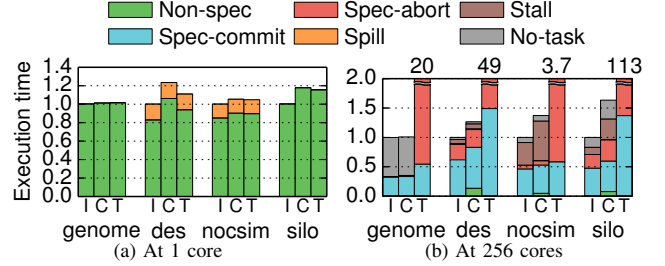 Non-spec Spec-abort Stall
Spec-commit Spill No-task
20 49 3.7 113
1.4
1.2
1.0
0.8
0.6
0.4
0.2
0.0
Execution time
I C T I C T I C T I C T
genome des nocsim silo
(a) At 1 core
2.0
1.5
1.0
0.5
0.0
I C T I C T I C T I C T
genome des nocsim silo
(b) At 256 cores